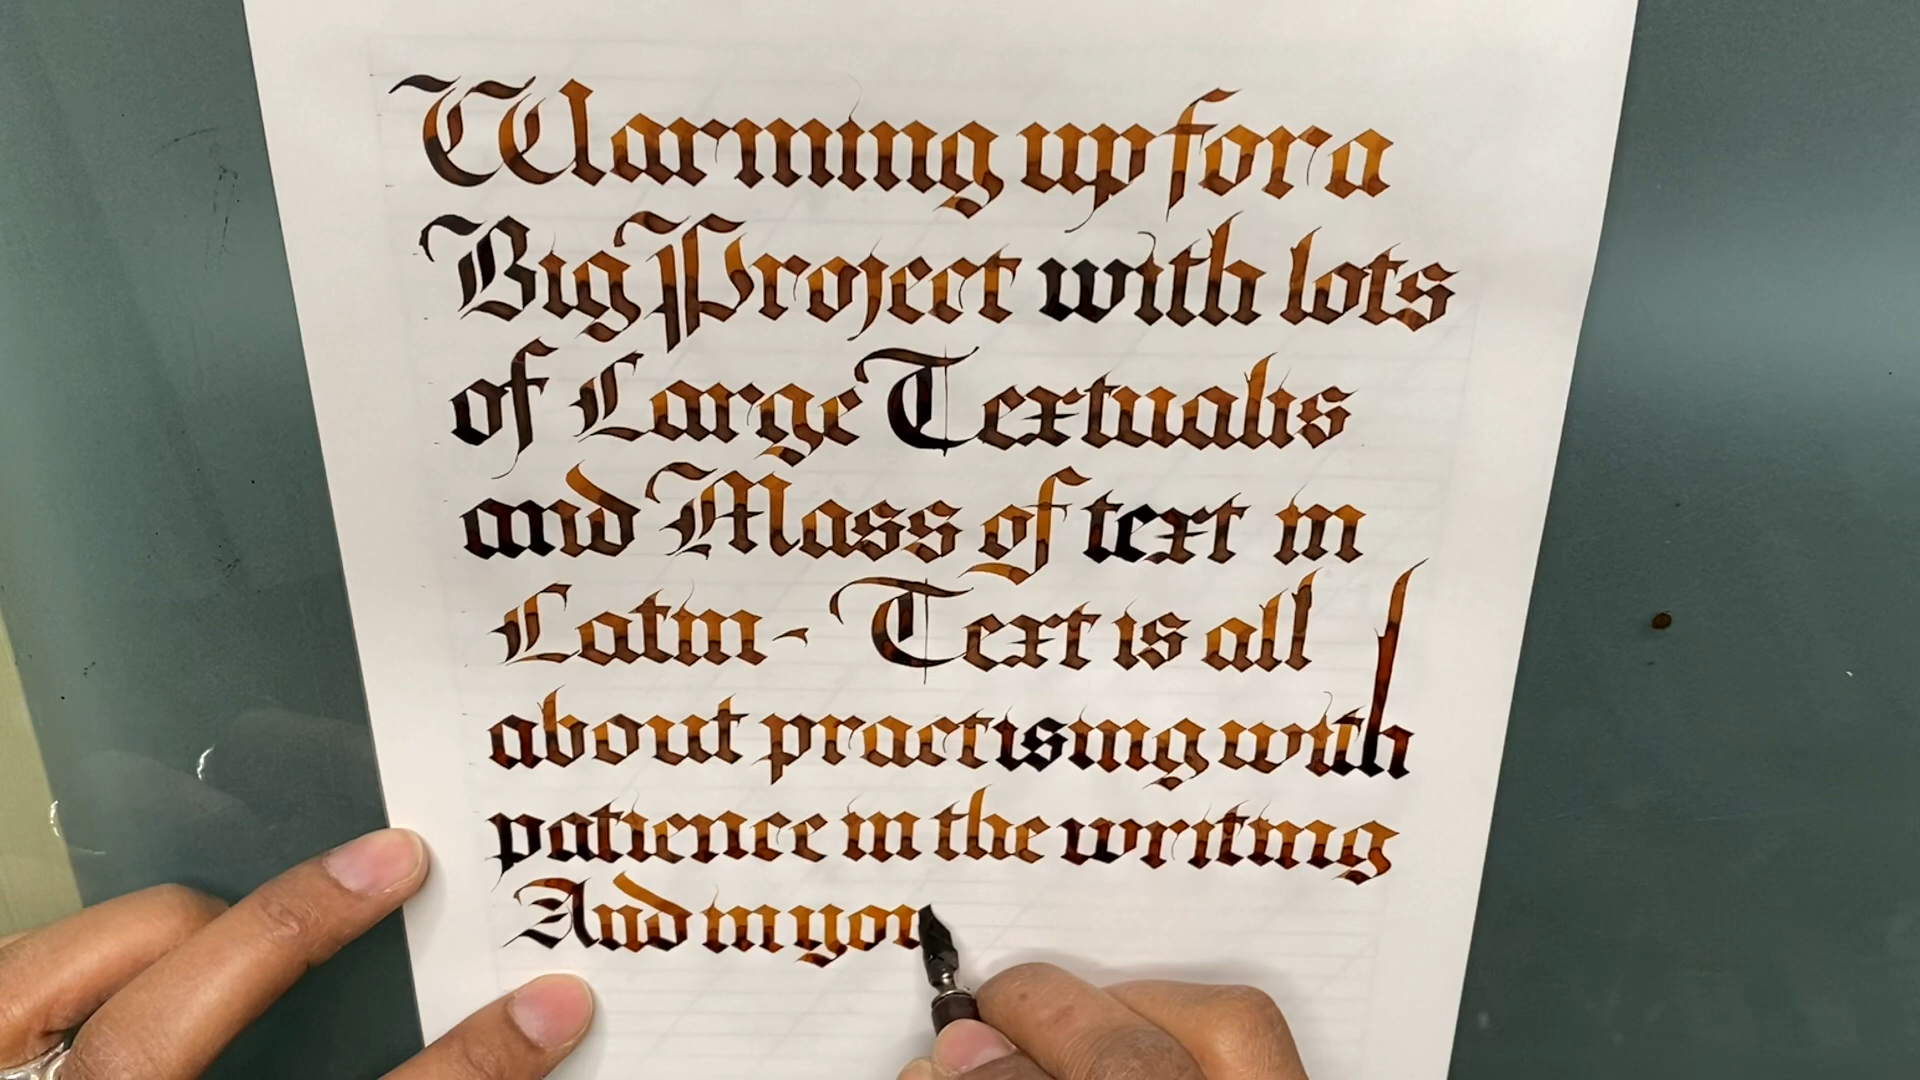 Warming up for a
Big Project with lots
of Large Textualis
and Mass of text in
Latin - Text is all
about practising with
patience in the writing
And in you